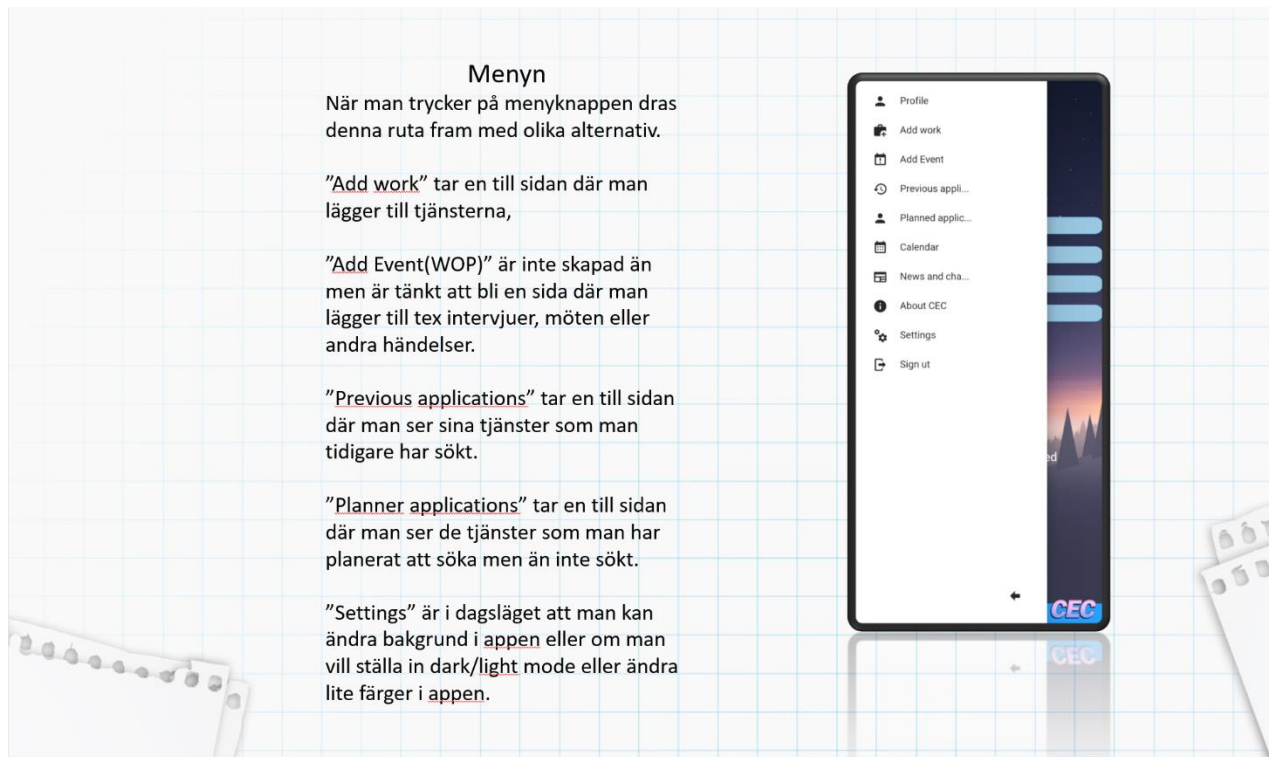 Menyn
När man trycker på menyknappen dras
denna ruta fram med olika alternativ.
”Add work” tar en till sidan där man
lägger till tjänsterna,
”Add Event(WOP)” är inte skapad än
men är tänkt att bli en sida där man
lägger till tex intervjuer, möten eller
andra händelser.
”Previous applications” tar en till sidan
där man ser sina tjänster som man
tidigare har sökt.
”Planner applications” tar en till sidan
där man ser de tjänster som man har
planerat att söka men än inte sökt.
”Settings” är i dagsläget att man kan
ändra bakgrund i appen eller om man
vill ställa in dark/light mode eller ändra
lite färger i appen.
Profile
Add work
Add Event
Previous appli...
Planned applic...
Calendar
News and cha...
About CEC
Settings
Sign ut
ed
CEC